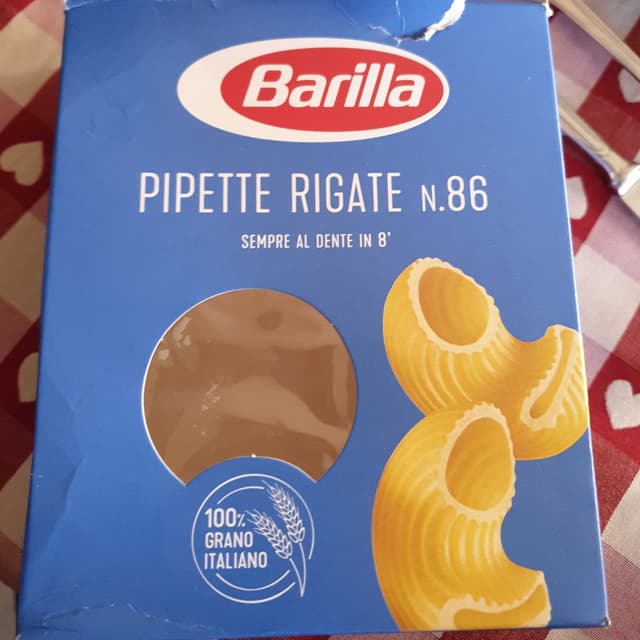 Barilla
PIPETTE RIGATE N.86
SEMPRE AL DENTE IN 8'
100%
GRANO
ITALIANO